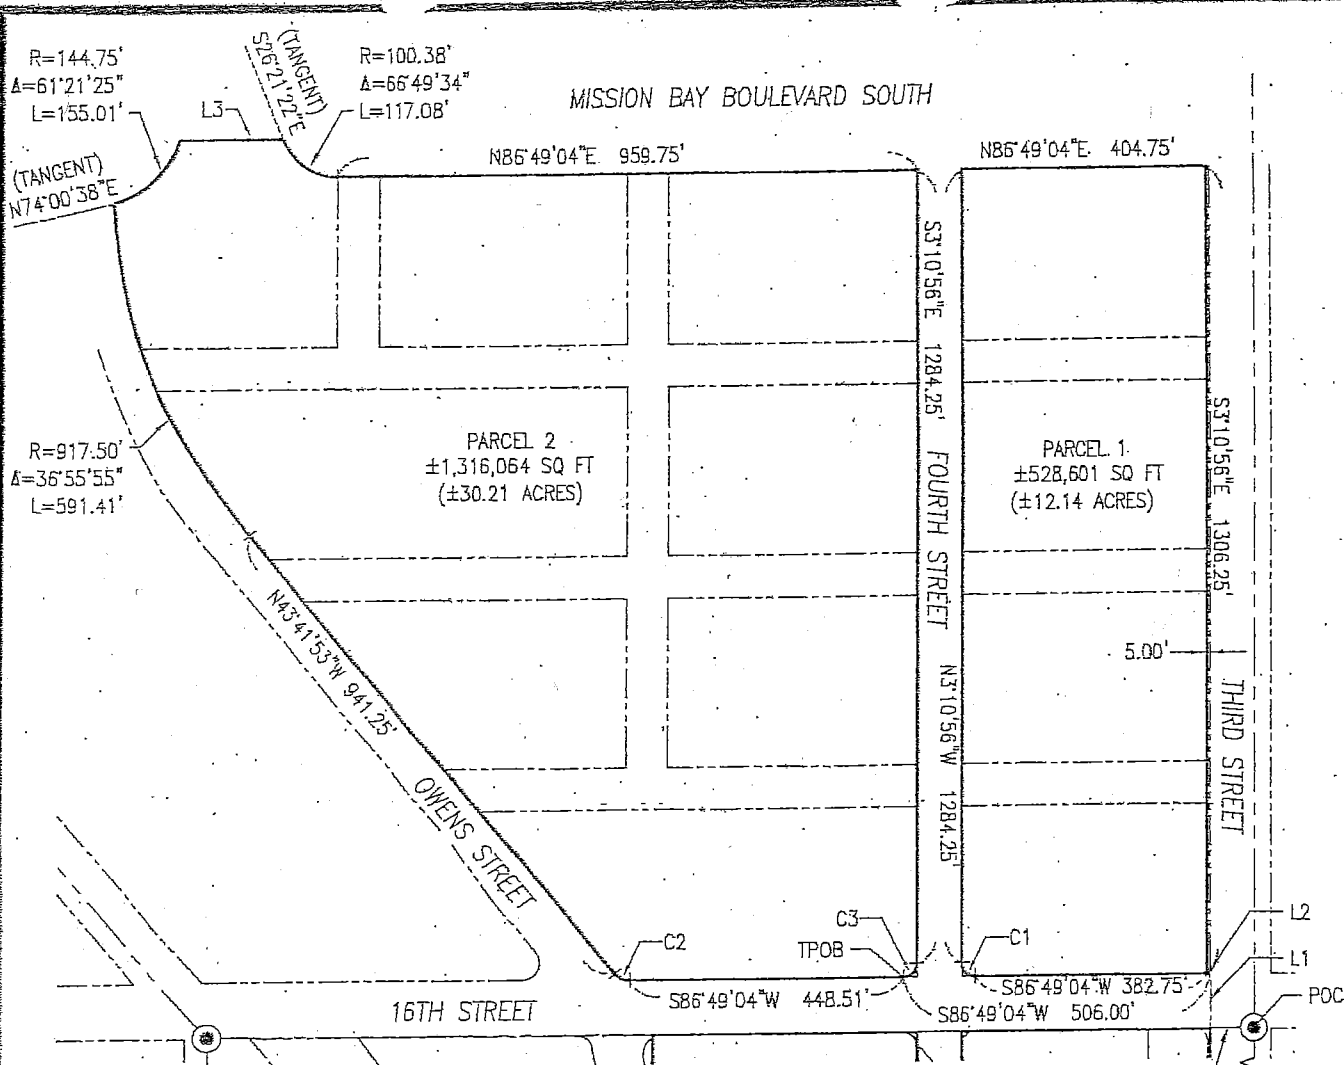 R=144.75'
Δ=61°21'25"
L=155.01'
L3
(TANGENT)
S26°21'22"E
R=100.38'
Δ=66°49'34"
L=117.08'
MISSION BAY BOULEVARD SOUTH
(TANGENT)
N74°00'38"E
N86°49'04"E 959.75'
N86°49'04"E 404.75'
S3°10'56"E 1284.25'
FOURTH STREET
N3°10'56"W 1284.25'
S3°10'56"E 1306.25'
PARCEL 2
±1,316,064 SQ FT
(±30.21 ACRES)
PARCEL 1
±528,601 SQ FT
(±12.14 ACRES)
R=917.50'
Δ=36°55'55"
L=591.41'
N43°41'53"W 941.25'
OWENS STREET
5.00'
THIRD STREET
C2
C3
TPOB
C1
L2
L1
POC
S86°49'04"W 448.51'
S86°49'04"W 382.75'
S86°49'04"W 506.00'
16TH STREET